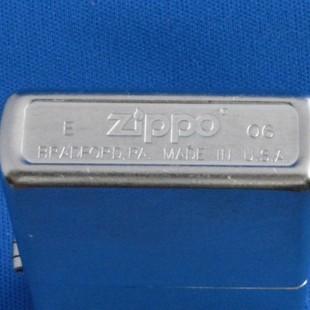 E zippo 06
BRADFORD, PA. MADE IN U.S.A